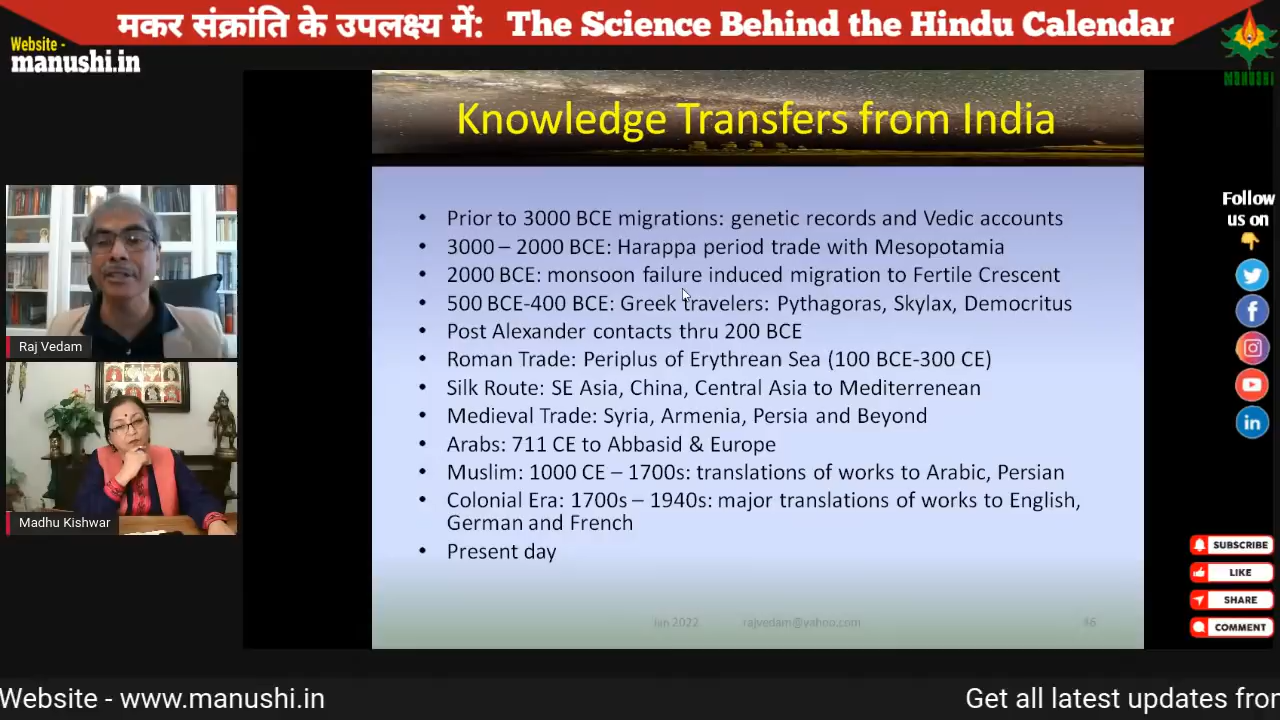 मकर संक्रांति के उपलक्ष्य में: The Science Behind the Hindu Calendar
Website -
manushi.in
MANUSHI
Knowledge Transfers from India
• Prior to 3000 BCE migrations: genetic records and Vedic accounts
• 3000 – 2000 BCE: Harappa period trade with Mesopotamia
• 2000 BCE: monsoon failure induced migration to Fertile Crescent
• 500 BCE-400 BCE: Greek travelers: Pythagoras, Skylax, Democritus
• Post Alexander contacts thru 200 BCE
• Roman Trade: Periplus of Erythrean Sea (100 BCE-300 CE)
• Silk Route: SE Asia, China, Central Asia to Mediterrenean
• Medieval Trade: Syria, Armenia, Persia and Beyond
• Arabs: 711 CE to Abbasid & Europe
• Muslim: 1000 CE – 1700s: translations of works to Arabic, Persian
• Colonial Era: 1700s – 1940s: major translations of works to English,
German and French
• Present day
Jan 2022 rajvedam@yahoo.com 46
Raj Vedam
Madhu Kishwar
Follow
us on
SUBSCRIBE
LIKE
SHARE
COMMENT
Website - www.manushi.in
Get all latest updates from